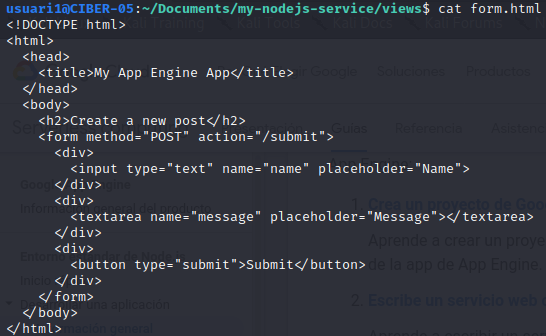 usuari1@CIBER-05:~/Documents/my-nodejs-service/views$ cat form.html
<!DOCTYPE html>
<html>
  <head>
    <title>My App Engine App</title>
  </head>
  <body>
    <h2>Create a new post</h2>
    <form method="POST" action="/submit">
      <div>
        <input type="text" name="name" placeholder="Name">
      </div>
      <div>
        <textarea name="message" placeholder="Message"></textarea>
      </div>
      <div>
        <button type="submit">Submit</button>
      </div>
    </form>
  </body>
</html>